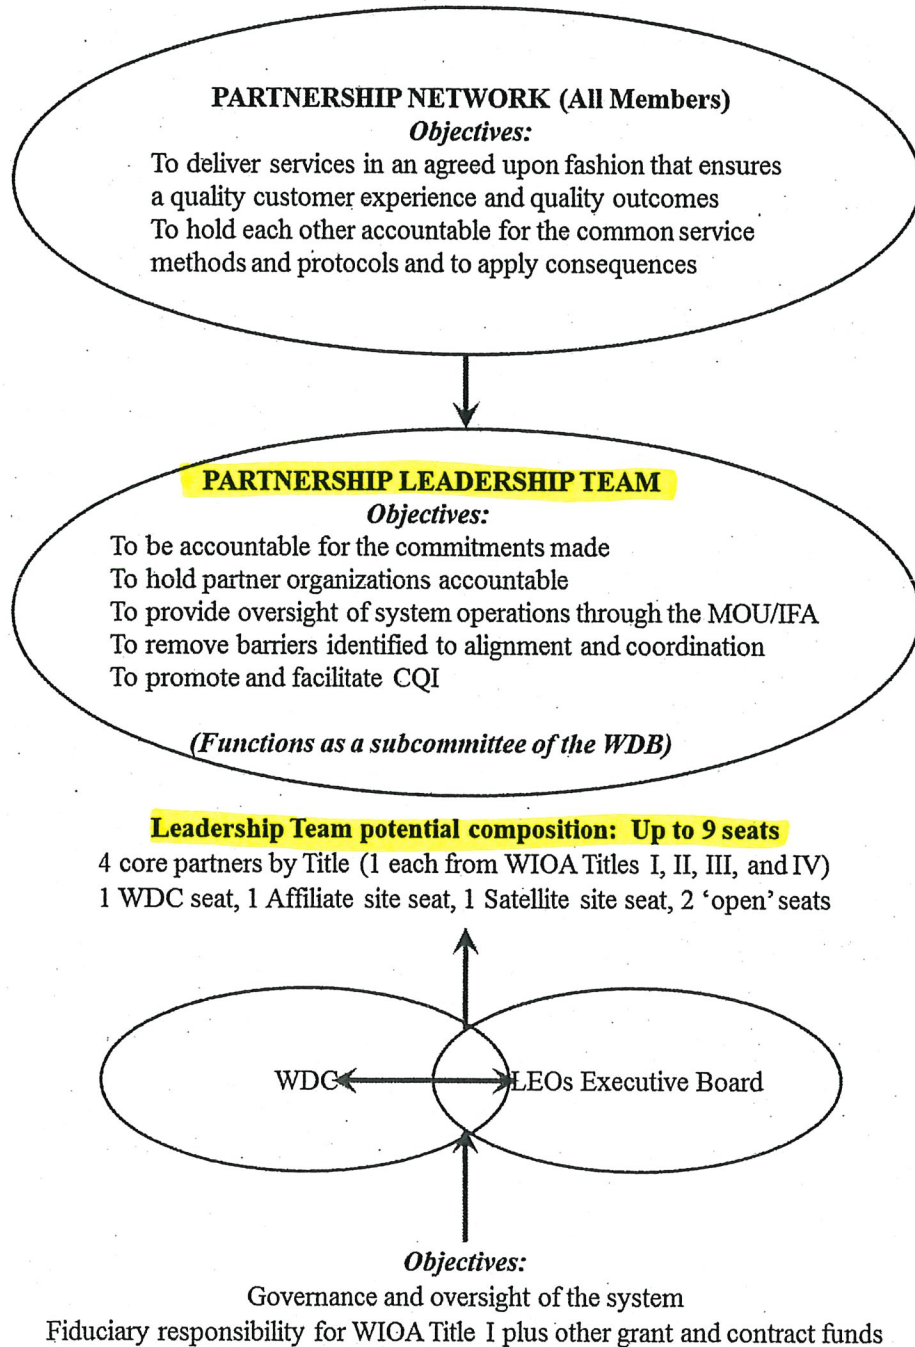 PARTNERSHIP NETWORK (All Members)
Objectives:
To deliver services in an agreed upon fashion that ensures
a quality customer experience and quality outcomes
To hold each other accountable for the common service
methods and protocols and to apply consequences
PARTNERSHIP LEADERSHIP TEAM
Objectives:
To be accountable for the commitments made
To hold partner organizations accountable
To provide oversight of system operations through the MOU/IFA
To remove barriers identified to alignment and coordination
To promote and facilitate CQI
(Functions as a subcommittee of the WDB)
Leadership Team potential composition: Up to 9 seats
4 core partners by Title (1 each from WIOA Titles I, II, III, and IV)
1 WDC seat, 1 Affiliate site seat, 1 Satellite site seat, 2 ‘open’ seats
WDC LEOs Executive Board
Objectives:
Governance and oversight of the system
Fiduciary responsibility for WIOA Title I plus other grant and contract funds